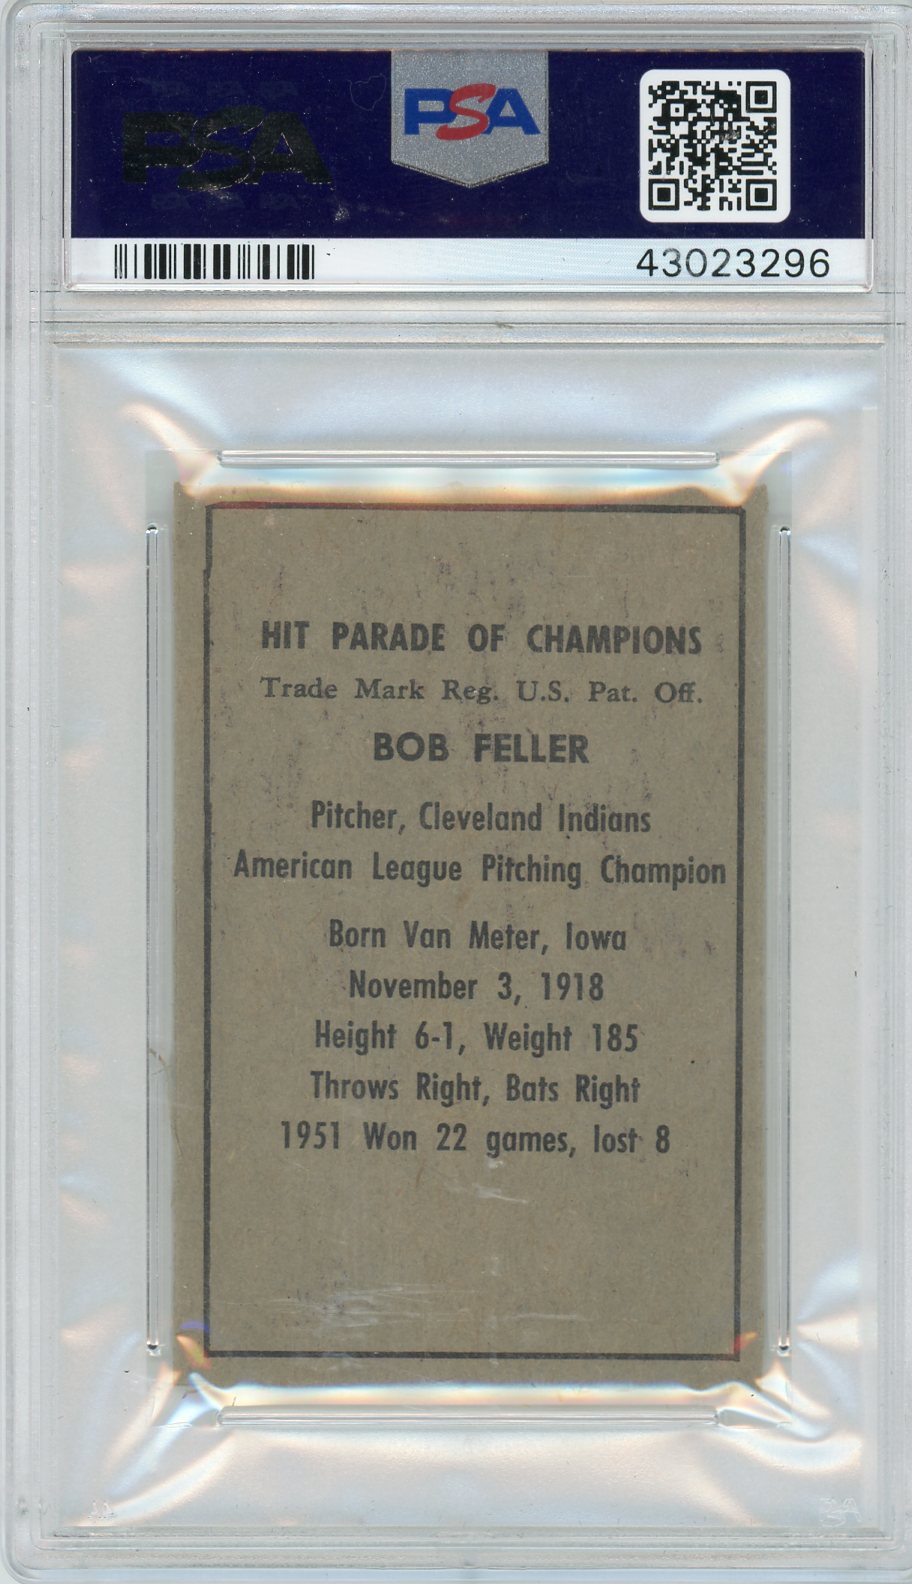 PSA
PSA
43023296
HIT PARADE OF CHAMPIONS
Trade Mark Reg. U.S. Pat. Off.
BOB FELLER
Pitcher, Cleveland Indians
American League Pitching Champion
Born Van Meter, Iowa
November 3, 1918
Height 6-1, Weight 185
Throws Right, Bats Right
1951 Won 22 games, lost 8